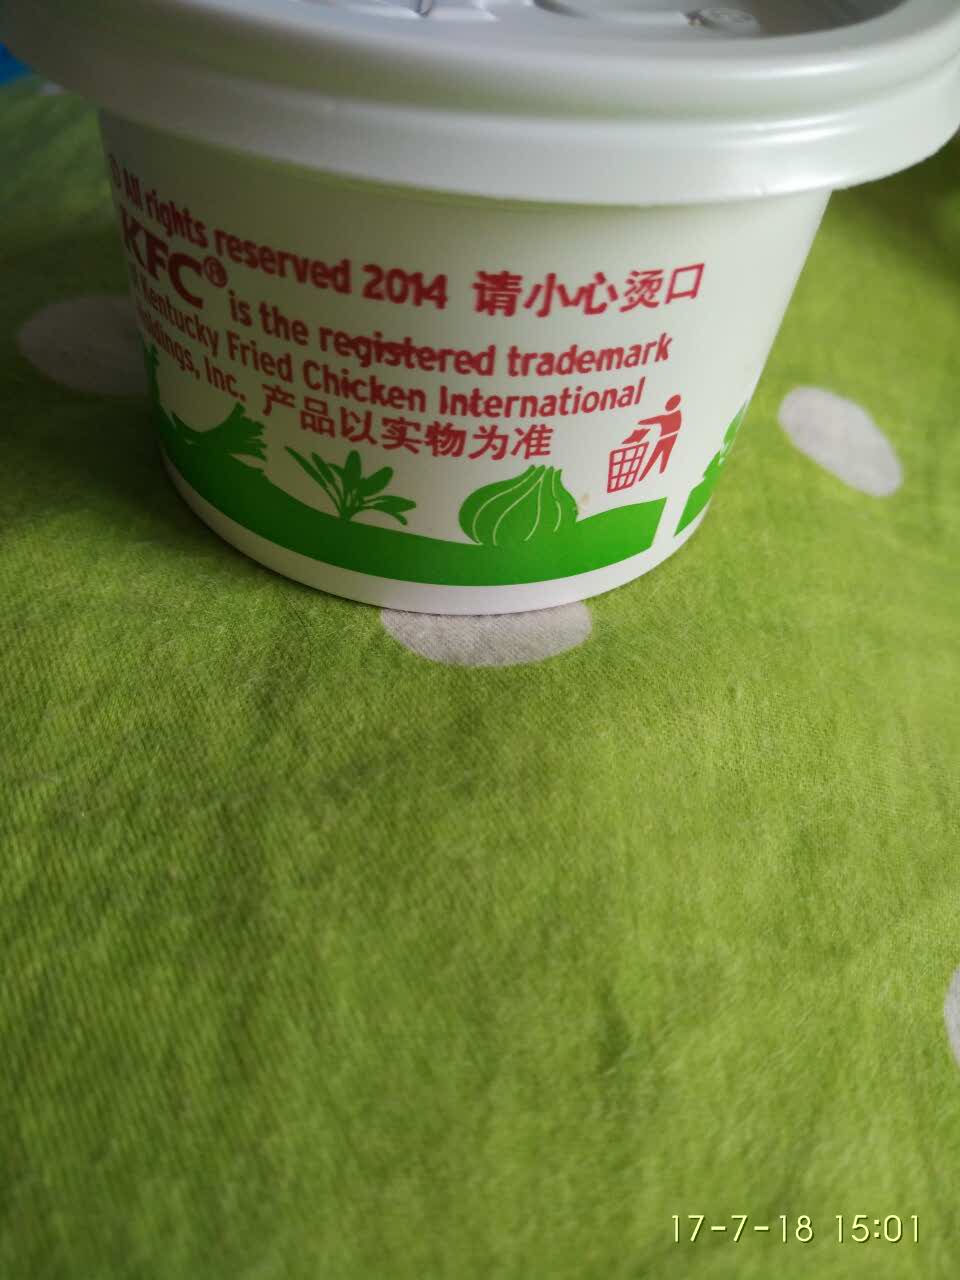 © All rights reserved 2014 请小心烫口
KFC® is the registered trademark
Kentucky Fried Chicken International
Holdings, Inc. 产品以实物为准
17-7-18 15:01